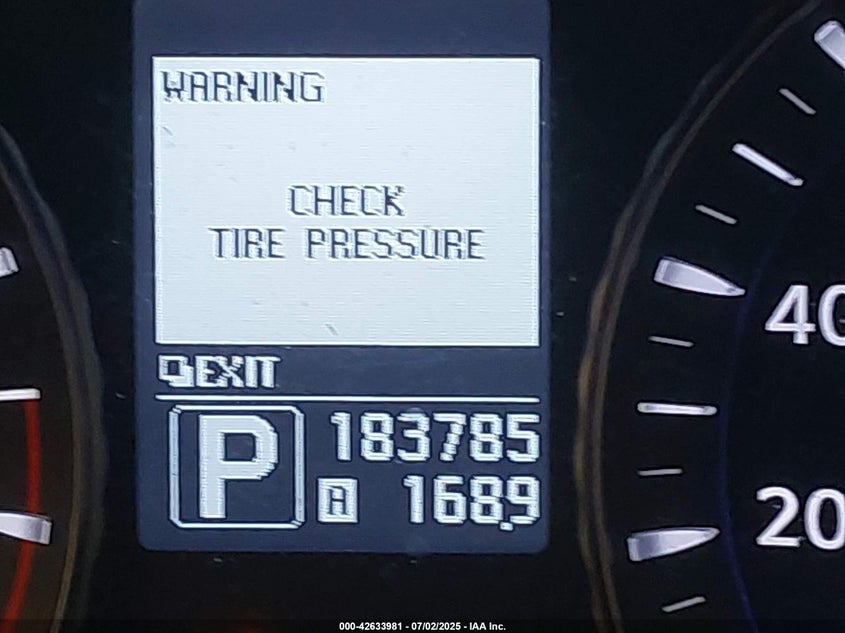 WARNING
CHECK
TIRE PRESSURE
EXIT
P 183785
A 168.9
40
20
000-42633981 - 07/02/2025 - IAA Inc.